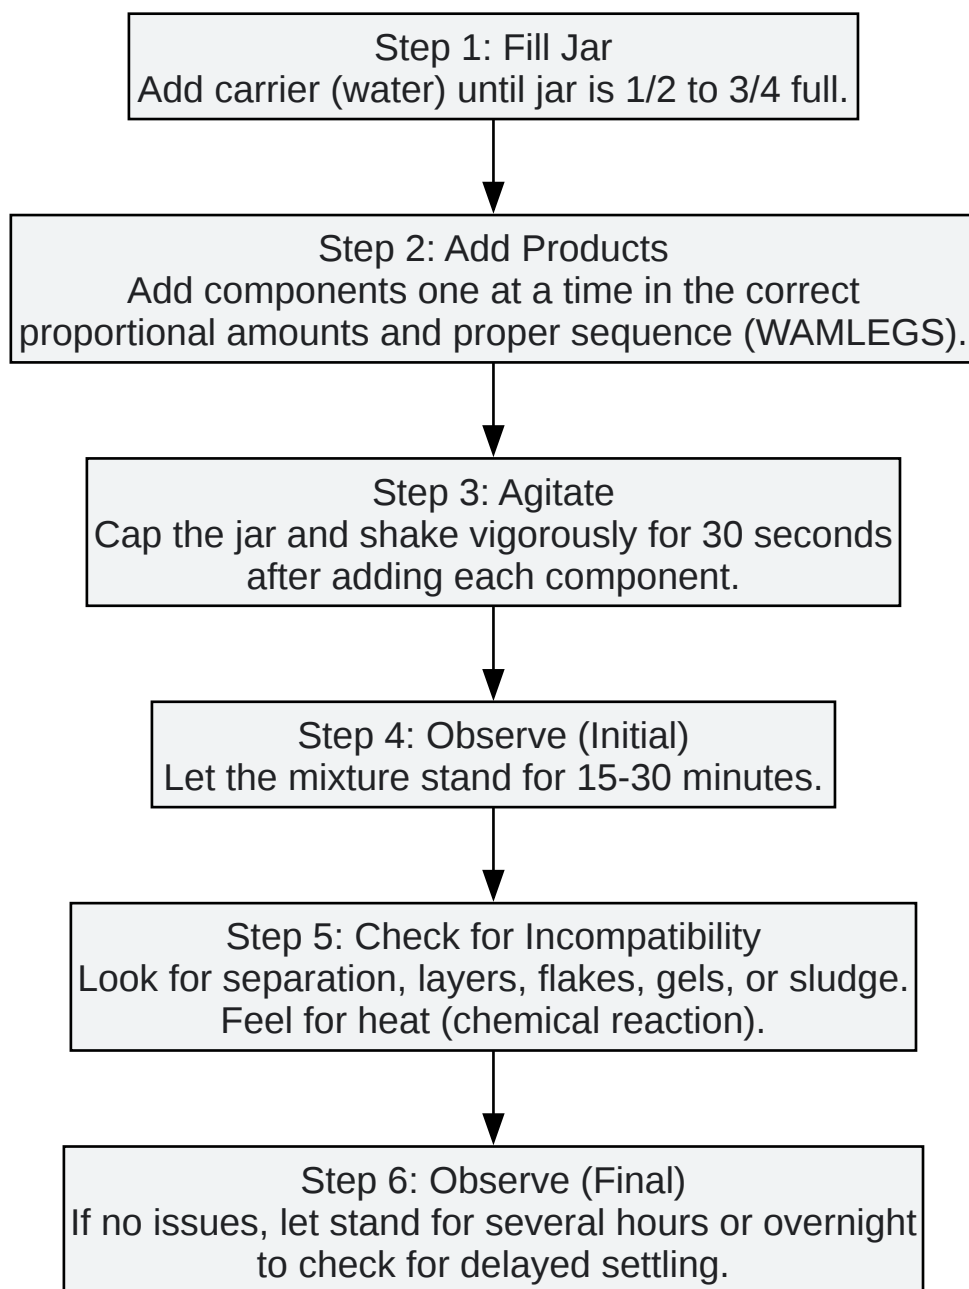 Step 1: Fill Jar
Add carrier (water) until jar is 1/2 to 3/4 full.
Step 2: Add Products
Add components one at a time in the correct
proportional amounts and proper sequence (WAMLEGS).
Step 3: Agitate
Cap the jar and shake vigorously for 30 seconds
after adding each component.
Step 4: Observe (Initial)
Let the mixture stand for 15-30 minutes.
Step 5: Check for Incompatibility
Look for separation, layers, flakes, gels, or sludge.
Feel for heat (chemical reaction).
Step 6: Observe (Final)
If no issues, let stand for several hours or overnight
to check for delayed settling.